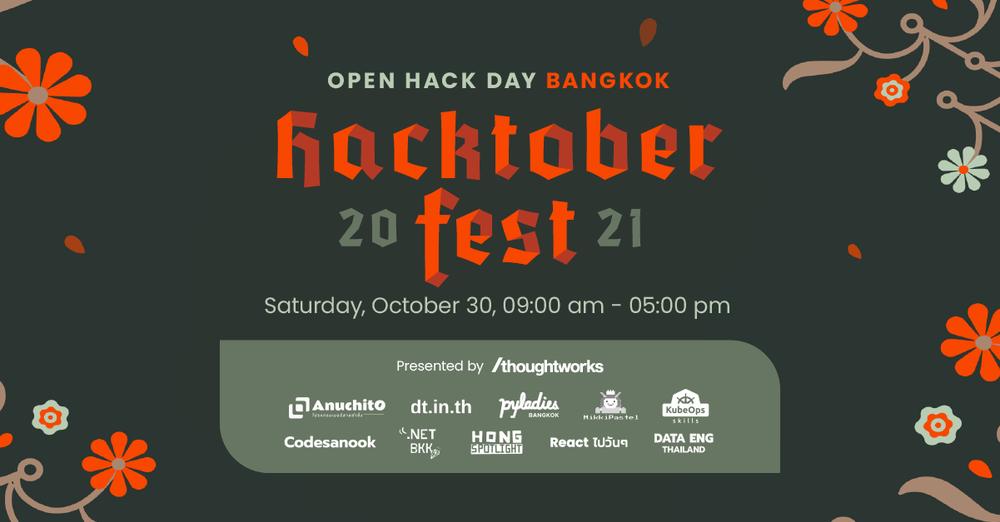 OPEN HACK DAY BANGKOK
hacktober
20 fest 21
Saturday, October 30, 09:00 am - 05:00 pm
Presented by /thoughtworks
Anuchito dt.in.th pyladies BANGKOK MikkiPastel KubeOps skills
Codesanook .NET BKK HONG SPOTLIGHT React ไปวันๆ DATA ENG THAILAND